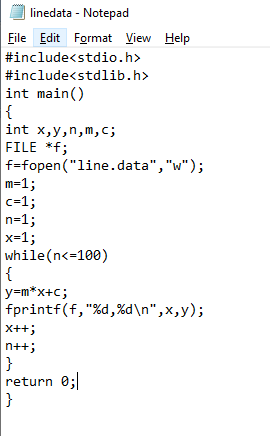 linedata - Notepad
File Edit Format View Help
#include<stdio.h>
#include<stdlib.h>
int main()
{
int x,y,n,m,c;
FILE *f;
f=fopen("line.data","w");
m=1;
c=1;
n=1;
x=1;
while(n<=100)
{
y=m*x+c;
fprintf(f,"%d,%d\n",x,y);
x++;
n++;
}
return 0;
}